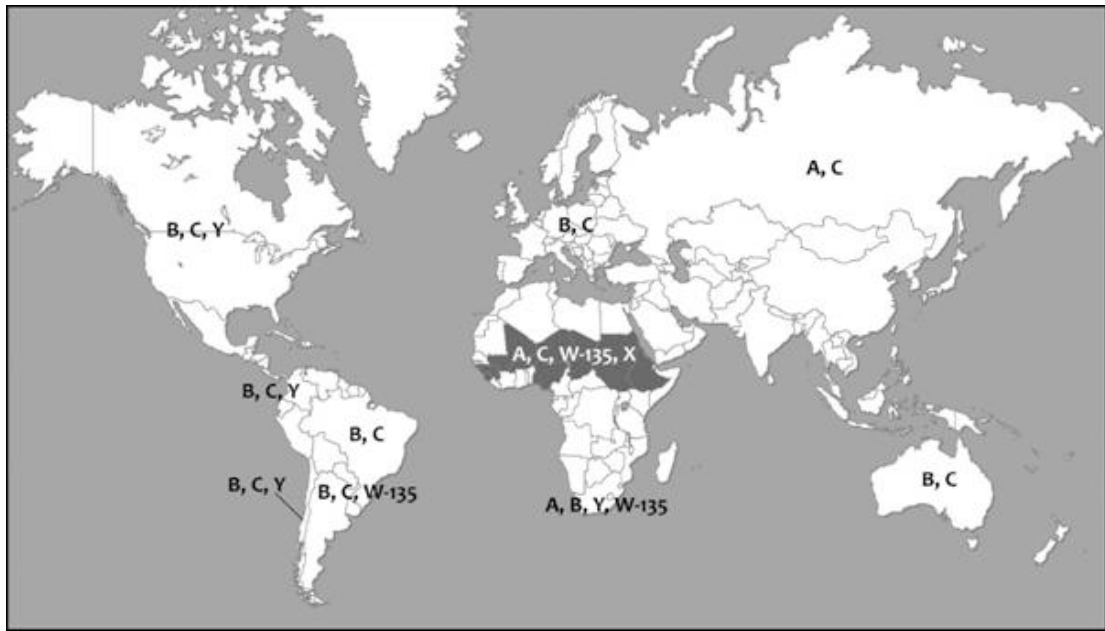 A, C
B, C, Y
B, C
A, C, W-135, X
B, C, Y
B, C
B, C, Y
B, C, W-135
B, C
A, B, Y, W-135